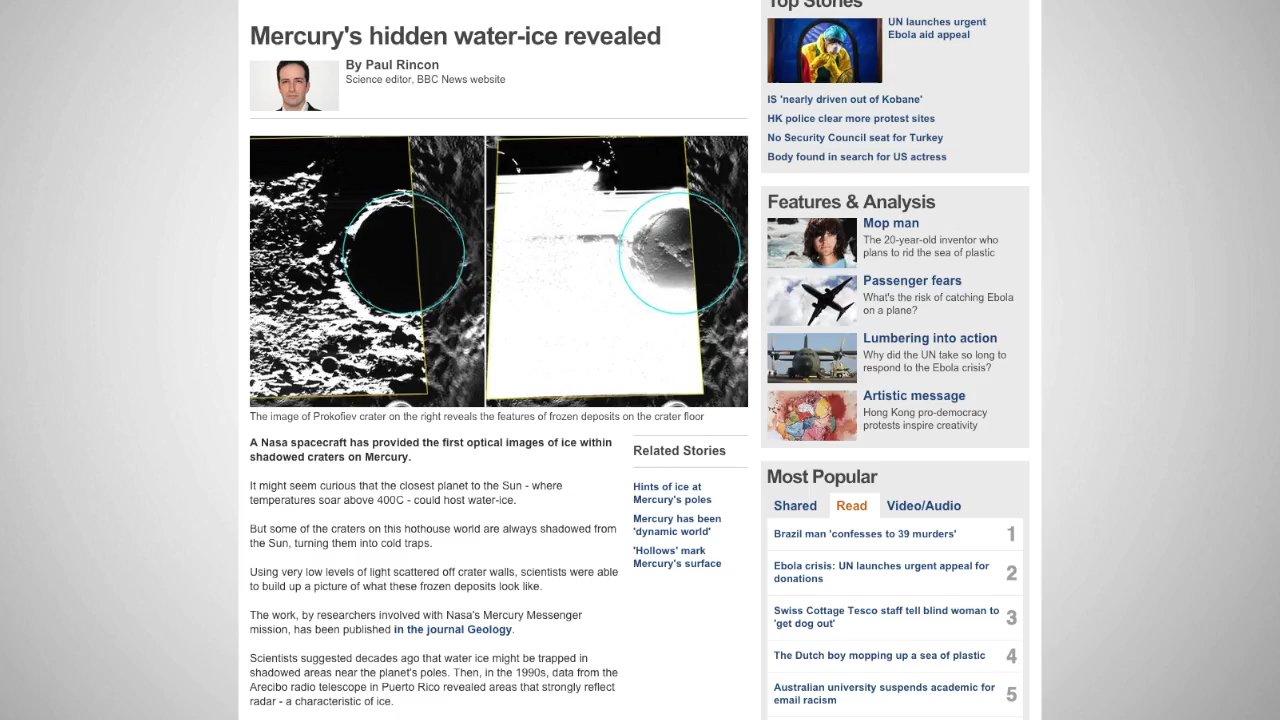 Mercury's hidden water-ice revealed
By Paul Rincon
Science editor, BBC News website
The image of Prokofiev crater on the right reveals the features of frozen deposits on the crater floor
A Nasa spacecraft has provided the first optical images of ice within
shadowed craters on Mercury.
It might seem curious that the closest planet to the Sun - where
temperatures soar above 400C - could host water-ice.
But some of the craters on this hothouse world are always shadowed from
the Sun, turning them into cold traps.
Using very low levels of light scattered off crater walls, scientists were able
to build up a picture of what these frozen deposits look like.
The work, by researchers involved with Nasa's Mercury Messenger
mission, has been published in the journal Geology.
Scientists suggested decades ago that water ice might be trapped in
shadowed areas near the planet's poles. Then, in the 1990s, data from the
Arecibo radio telescope in Puerto Rico revealed areas that strongly reflect
radar - a characteristic of ice.
Related Stories
Hints of ice at
Mercury's poles
Mercury has been
'dynamic world'
'Hollows' mark
Mercury's surface
Top Stories
UN launches urgent
Ebola aid appeal
IS 'nearly driven out of Kobane'
HK police clear more protest sites
No Security Council seat for Turkey
Body found in search for US actress
Features & Analysis
Mop man
The 20-year-old inventor who
plans to rid the sea of plastic
Passenger fears
What's the risk of catching Ebola
on a plane?
Lumbering into action
Why did the UN take so long to
respond to the Ebola crisis?
Artistic message
Hong Kong pro-democracy
protests inspire creativity
Most Popular
Shared Read Video/Audio
Brazil man 'confesses to 39 murders' 1
Ebola crisis: UN launches urgent appeal for
donations 2
Swiss Cottage Tesco staff tell blind woman to
'get dog out' 3
The Dutch boy mopping up a sea of plastic 4
Australian university suspends academic for
email racism 5